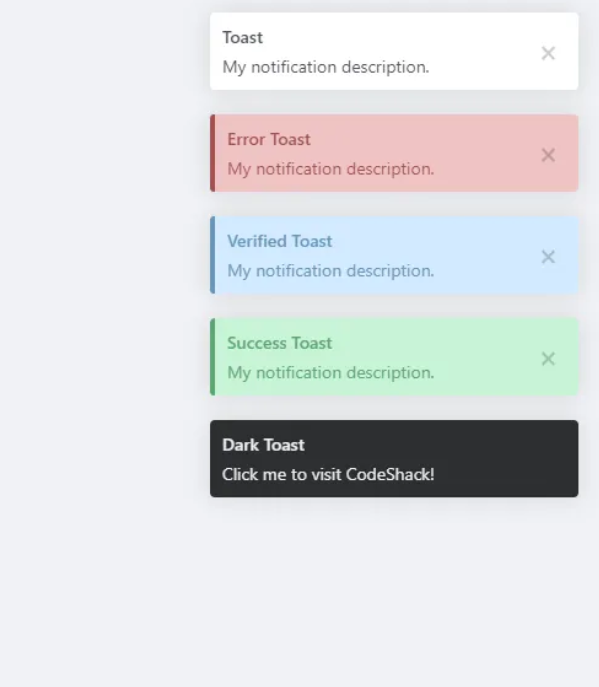 Toast
My notification description.
×
Error Toast
My notification description.
×
Verified Toast
My notification description.
×
Success Toast
My notification description.
×
Dark Toast
Click me to visit CodeShack!